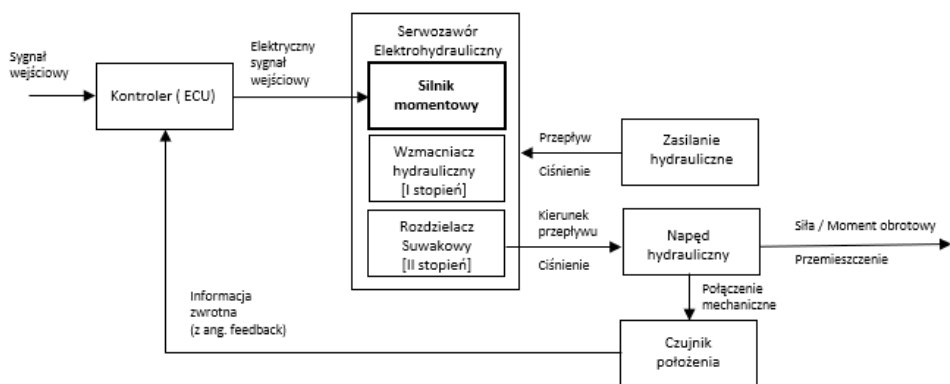 Sygnał
wejściowy
Kontroler ( ECU)
Elektryczny
sygnał
wejściowy
Serwozawór
Elektrohydrauliczny
Silnik
momentowy
Wzmacniacz
hydrauliczny
[I stopień]
Rozdzielacz
Suwakowy
[II stopień]
Przepływ
Ciśnienie
Zasilanie
hydrauliczne
Kierunek
przepływu
Ciśnienie
Napęd
hydrauliczny
Siła / Moment obrotowy
Przemieszczenie
Połączenie
mechaniczne
Czujnik
położenia
Informacja
zwrotna
(z ang. feedback)